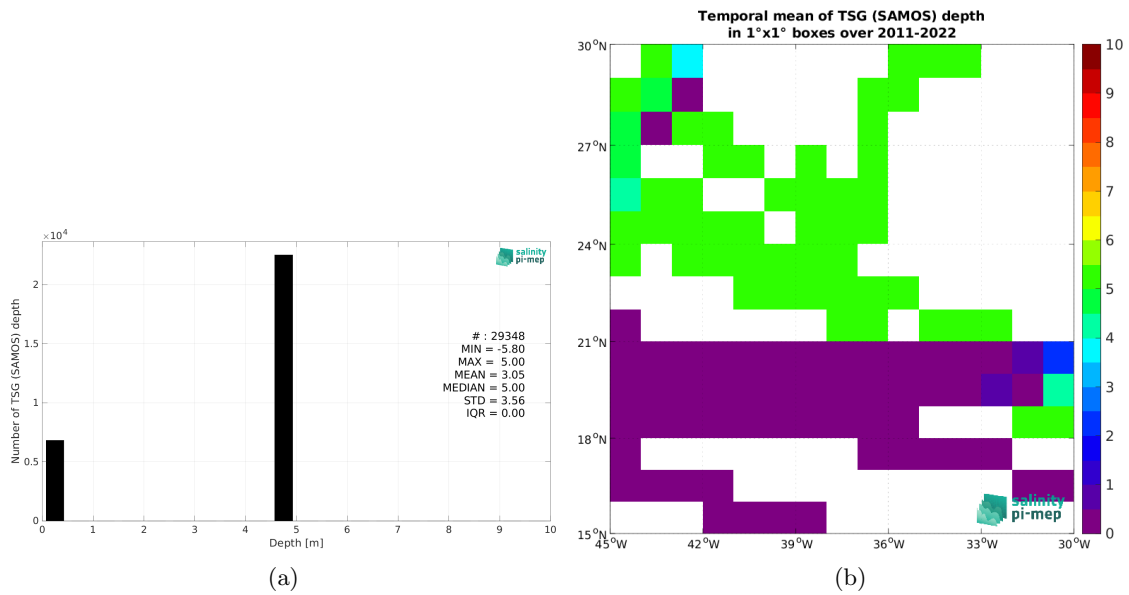 ×10⁴
2
1.5
1
0.5
0
Number of TSG (SAMOS) depth
salinity
pi-mep
# : 29348
MIN = -5.80
MAX = 5.00
MEAN = 3.05
MEDIAN = 5.00
STD = 3.56
IQR = 0.00
0 1 2 3 4 5 6 7 8 9 10
Depth [m]
(a)
Temporal mean of TSG (SAMOS) depth
in 1°x1° boxes over 2011-2022
30°N
27°N
24°N
21°N
18°N
15°N
45°W 42°W 39°W 36°W 33°W 30°W
salinity
pi-mep
10
9
8
7
6
5
4
3
2
1
0
(b)